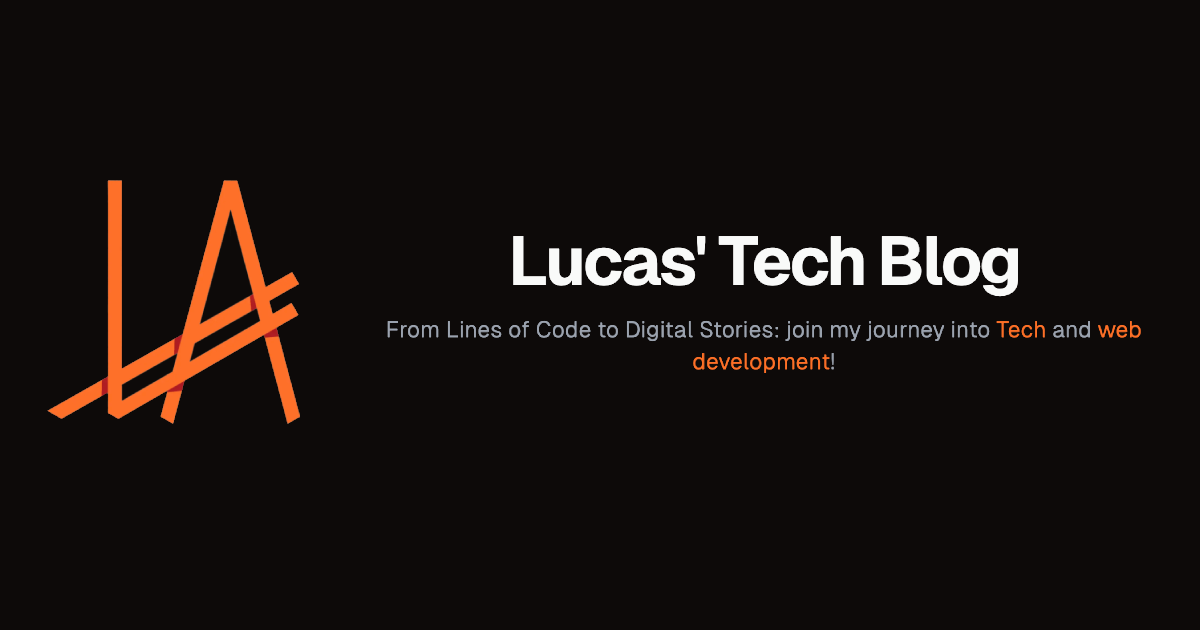 LA
Lucas' Tech Blog
From Lines of Code to Digital Stories: join my journey into Tech and web
development!